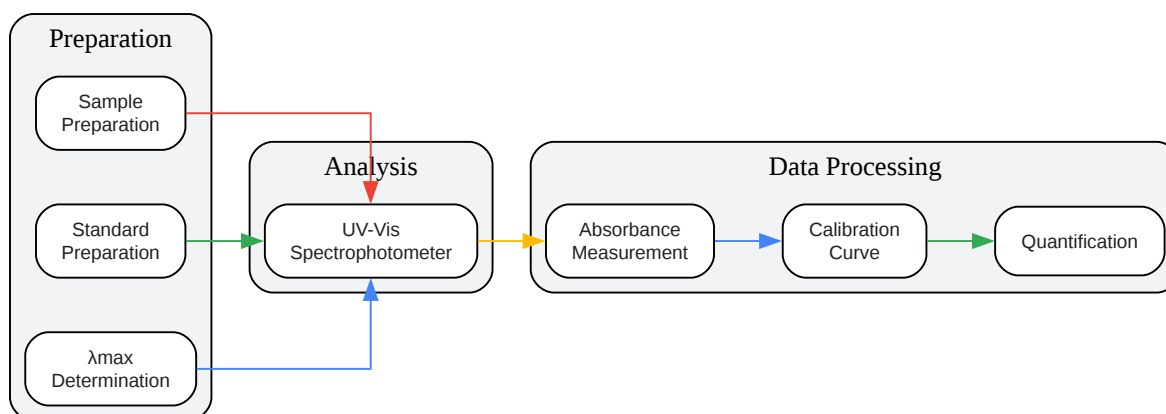 Preparation
Sample
Preparation
Standard
Preparation
λmax
Determination
Analysis
UV-Vis
Spectrophotometer
Data Processing
Absorbance
Measurement
Calibration
Curve
Quantification